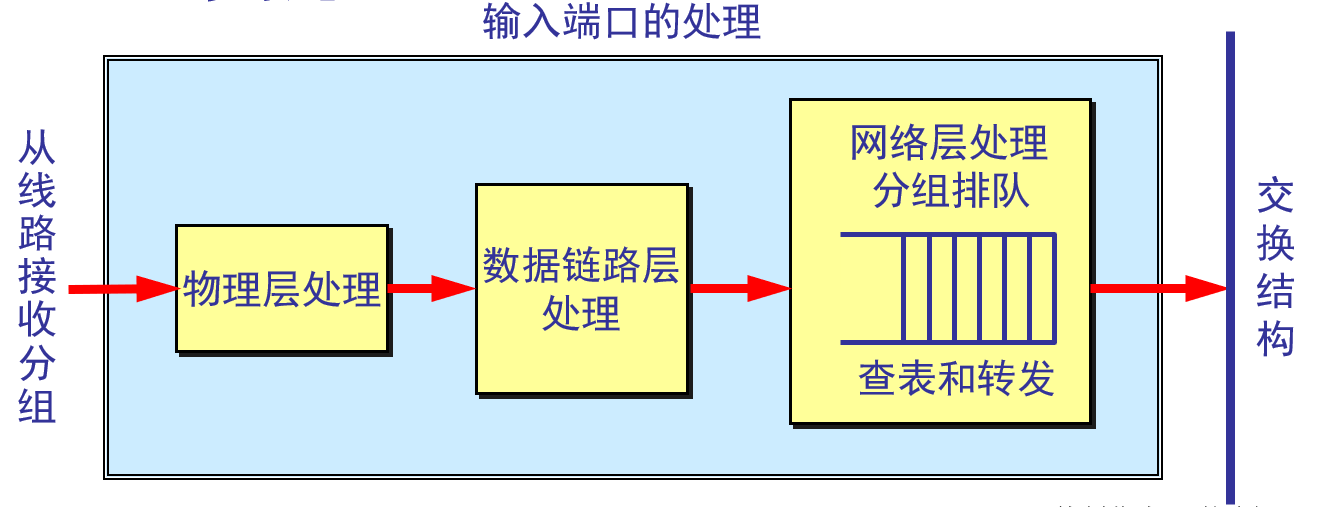 输入端口的处理
从线路接收分组
物理层处理
数据链路层
处理
网络层处理
分组排队
查表和转发
交换结构